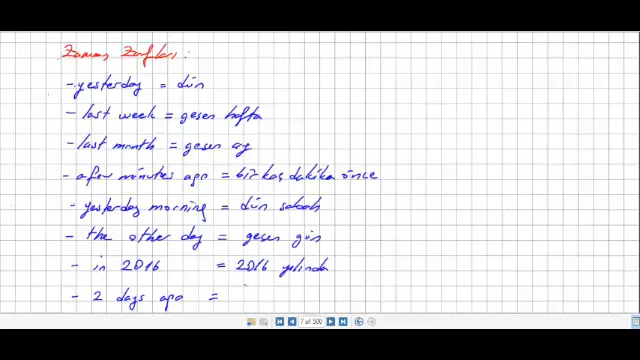 Zaman Zarfları :
- yesterday = dün
- last week = geçen hafta
- last month = geçen ay
- a few minutes ago = birkaç dakika önce
- yesterday morning = dün sabah
- the other day = geçen gün
- in 2016 = 2016 yılında
- 2 days ago =
7 of 500